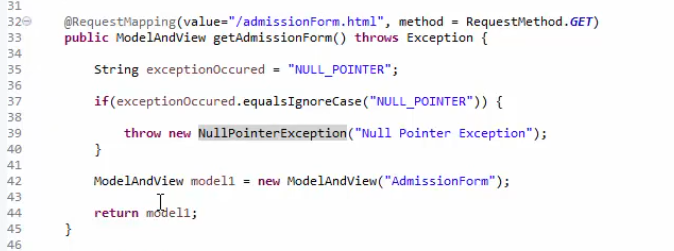 31
32 @RequestMapping(value="/admissionForm.html", method = RequestMethod.GET)
33 public ModelAndView getAdmissionForm() throws Exception {
34
35 String exceptionOccured = "NULL_POINTER";
36
37 if(exceptionOccured.equalsIgnoreCase("NULL_POINTER")) {
38
39 throw new NullPointerException("Null Pointer Exception");
40 }
41
42 ModelAndView model1 = new ModelAndView("AdmissionForm");
43
44 return model1;
45 }
46